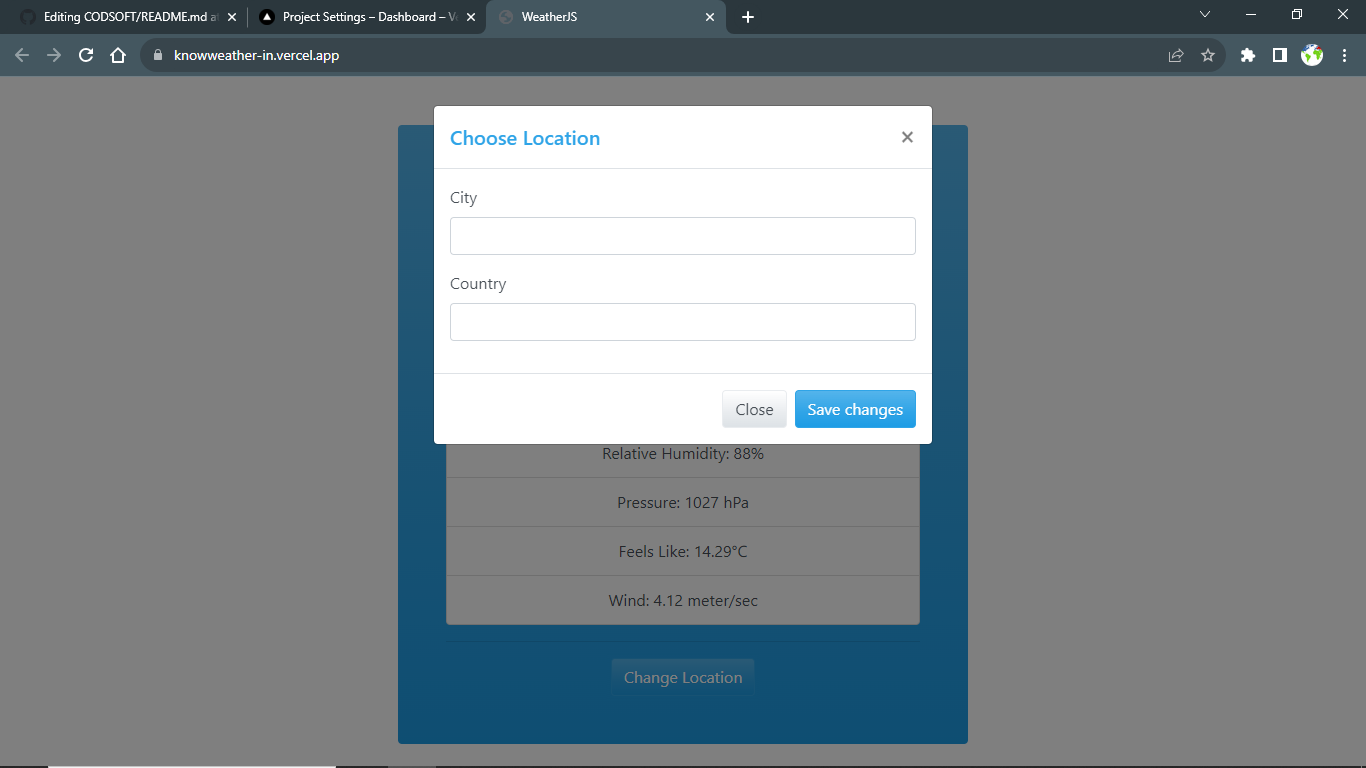 Editing CODSOFT/README.md at
Project Settings – Dashboard – Ve
WeatherJS
knowweather-in.vercel.app
Choose Location
×
City
Country
Close
Save changes
Relative Humidity: 88%
Pressure: 1027 hPa
Feels Like: 14.29°C
Wind: 4.12 meter/sec
Change Location